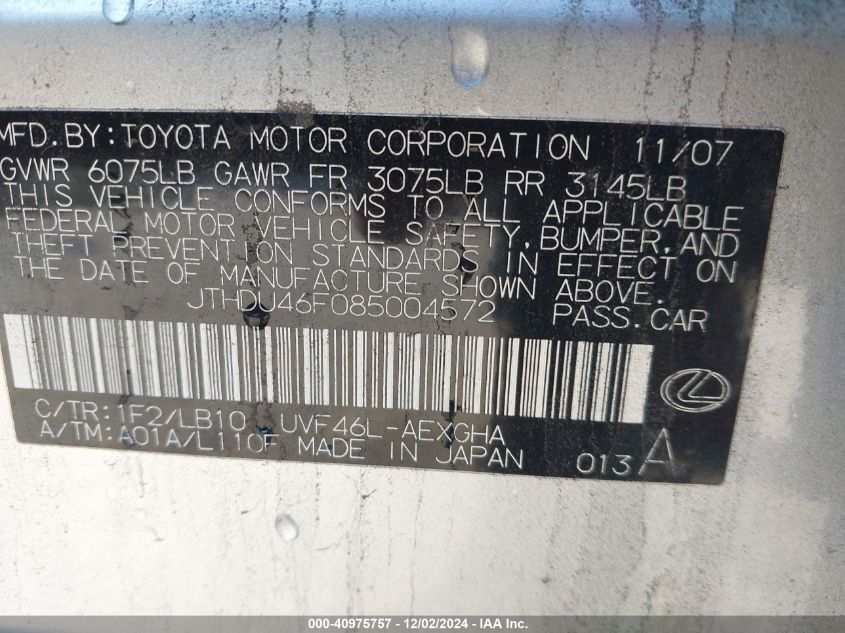 MFD.BY:TOYOTA MOTOR CORPORATION 11/07
GVWR 6075LB GAWR FR 3075LB RR 3145LB
THIS VEHICLE CONFORMS TO ALL APPLICABLE
FEDERAL MOTOR VEHICLE SAFETY, BUMPER, AND
THEFT PREVENTION STANDARDS IN EFFECT ON
THE DATE OF MANUFACTURE SHOWN ABOVE.
JTHDU46F085004572 PASS.CAR
C/TR:1F2/LB10 UVF46L-AEXGHA
A/TM:A01A/L110F MADE IN JAPAN 013 A
000-40975757 - 12/02/2024 - IAA Inc.